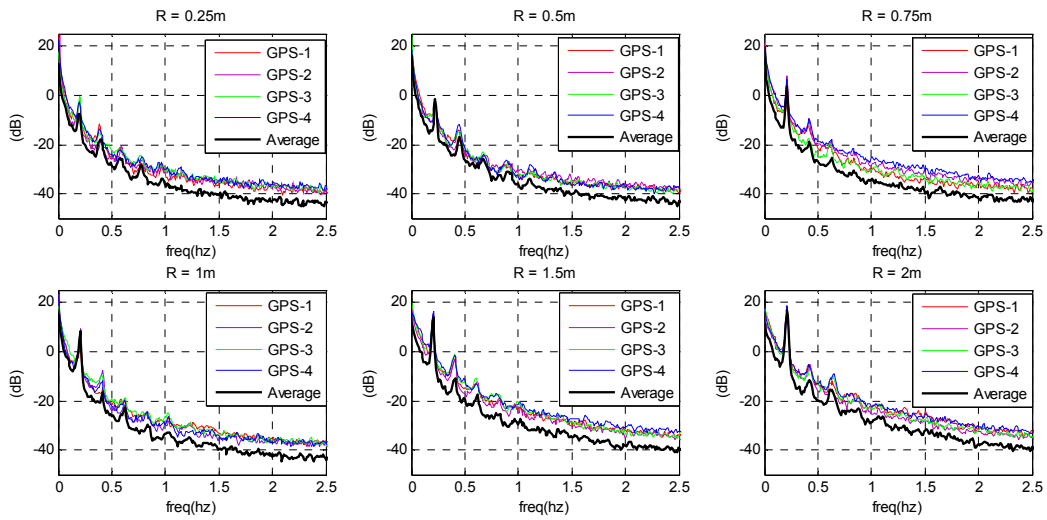 R = 0.25m
20
0
-20
-40
(dB)
0
0.5
1
1.5
2
2.5
freq(hz)
GPS-1
GPS-2
GPS-3
GPS-4
Average
R = 0.5m
20
0
-20
-40
(dB)
0
0.5
1
1.5
2
2.5
freq(hz)
GPS-1
GPS-2
GPS-3
GPS-4
Average
R = 0.75m
20
0
-20
-40
(dB)
0
0.5
1
1.5
2
2.5
freq(hz)
GPS-1
GPS-2
GPS-3
GPS-4
Average
R = 1m
20
0
-20
-40
(dB)
0
0.5
1
1.5
2
2.5
freq(hz)
GPS-1
GPS-2
GPS-3
GPS-4
Average
R = 1.5m
20
0
-20
-40
(dB)
0
0.5
1
1.5
2
2.5
freq(hz)
GPS-1
GPS-2
GPS-3
GPS-4
Average
R = 2m
20
0
-20
-40
(dB)
0
0.5
1
1.5
2
2.5
freq(hz)
GPS-1
GPS-2
GPS-3
GPS-4
Average